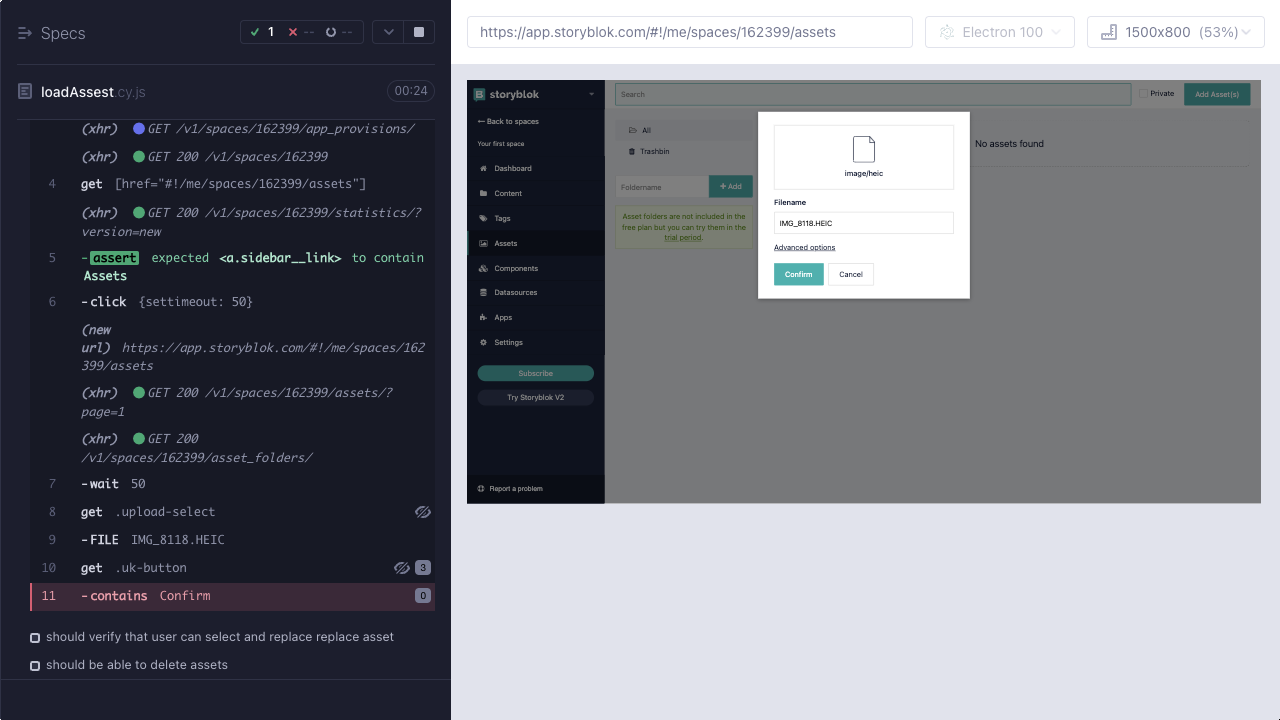 Specs
1
--
--
loadAssest.cy.js
00:24
(xhr) GET /v1/spaces/162399/app_provisions/
(xhr) GET 200 /v1/spaces/162399
4 get [href="#!/me/spaces/162399/assets"]
(xhr) GET 200 /v1/spaces/162399/statistics/?
version=new
5 -assert expected <a.sidebar__link> to contain
Assets
6 -click {settimeout: 50}
(new
url) https://app.storyblok.com/#!/me/spaces/162
399/assets
(xhr) GET 200 /v1/spaces/162399/assets/?
page=1
(xhr) GET 200
/v1/spaces/162399/asset_folders/
7 -wait 50
8 get .upload-select
9 -FILE IMG_8118.HEIC
10 get .uk-button 3
11 -contains Confirm 0
should verify that user can select and replace replace asset
should be able to delete assets
https://app.storyblok.com/#!/me/spaces/162399/assets
Electron 100
1500x800 (53%)
storyblok
Back to spaces
Your first space
Dashboard
Content
Tags
Assets
Components
Datasources
Apps
Settings
Subscribe
Try Storyblok V2
Report a problem
Search
Private
Add Asset(s)
All
Trashbin
Foldername
+ Add
Asset folders are not included in the
free plan but you can try them in the
trial period.
No assets found
image/heic
Filename
IMG_8118.HEIC
Advanced options
Confirm
Cancel